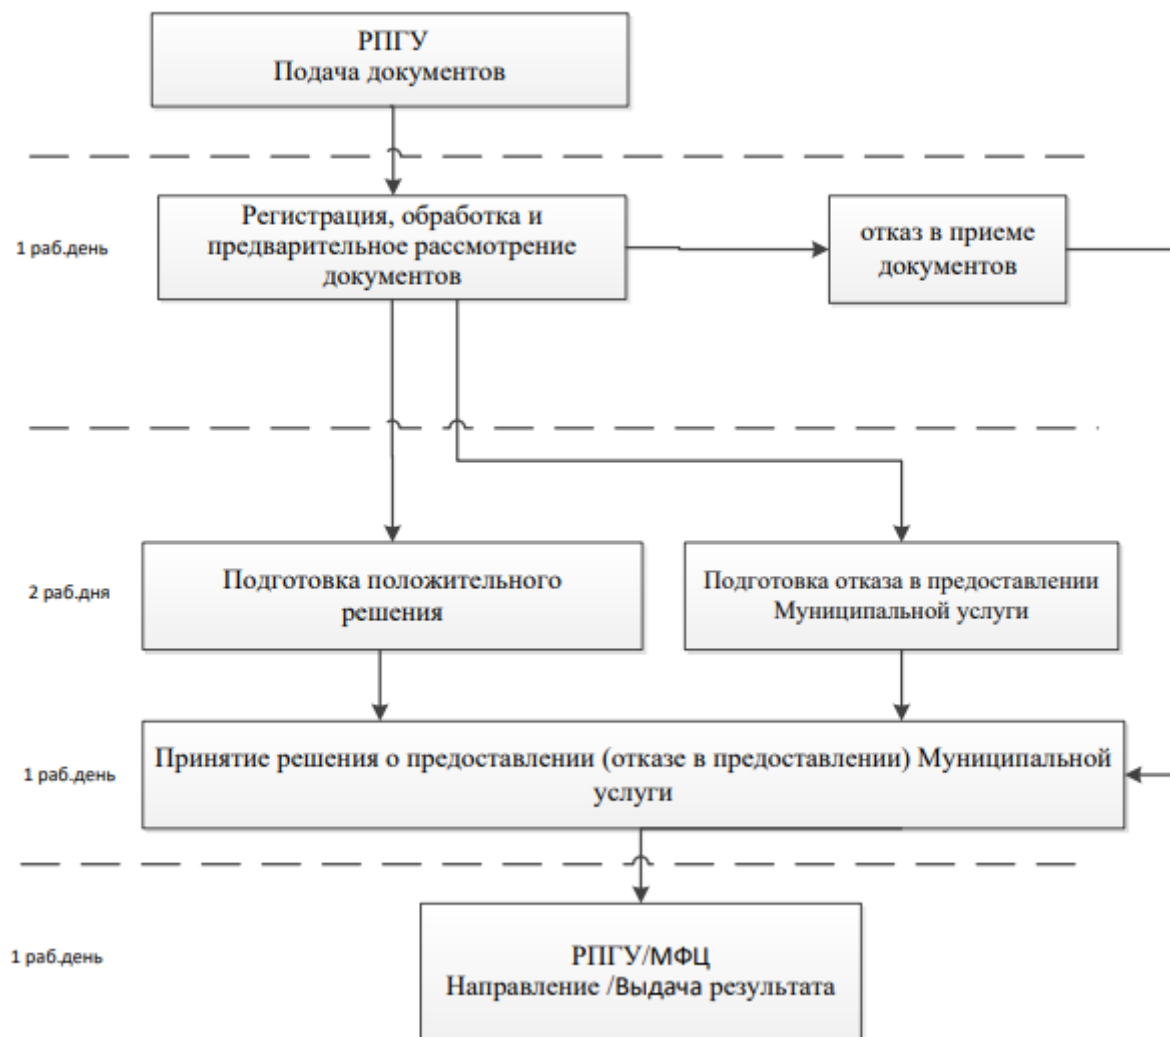 РПГУ
Подача документов
1 раб.день
Регистрация, обработка и
предварительное рассмотрение
документов
отказ в приеме
документов
2 раб.дня
Подготовка положительного
решения
Подготовка отказа в предоставлении
Муниципальной услуги
1 раб.день
Принятие решения о предоставлении (отказе в предоставлении) Муниципальной
услуги
1 раб.день
РПГУ/МФЦ
Направление /Выдача результата